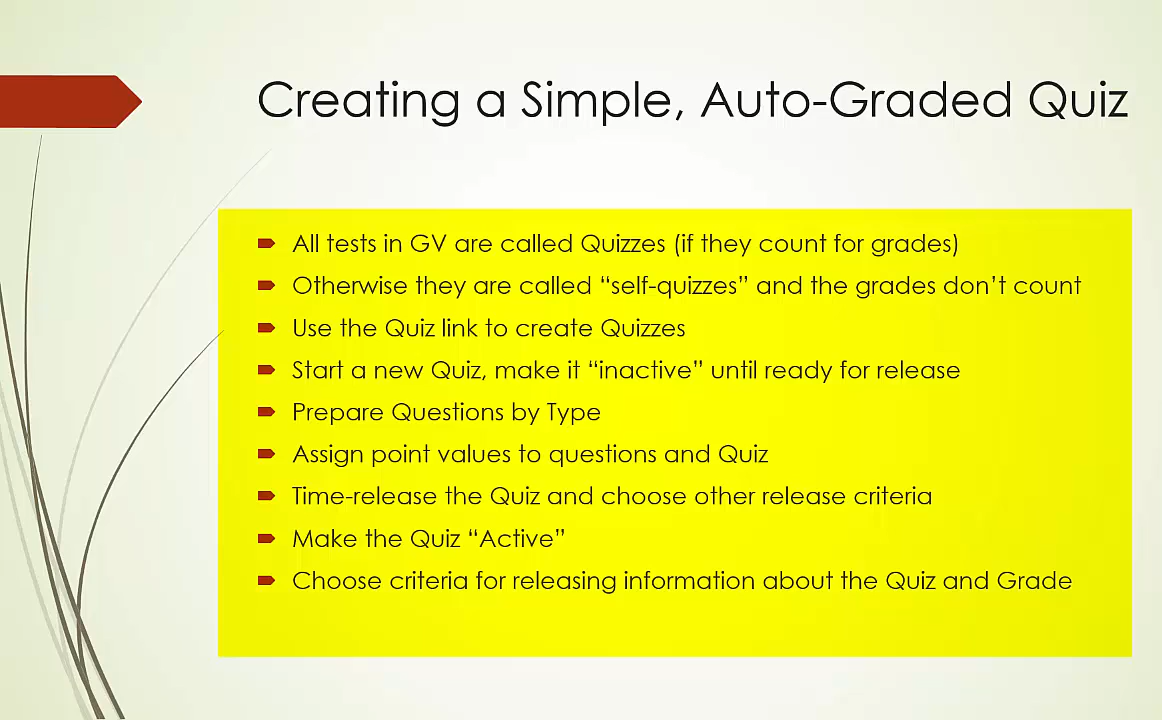 Creating a Simple, Auto-Graded Quiz
All tests in GV are called Quizzes (if they count for grades)
Otherwise they are called “self-quizzes” and the grades don’t count
Use the Quiz link to create Quizzes
Start a new Quiz, make it “inactive” until ready for release
Prepare Questions by Type
Assign point values to questions and Quiz
Time-release the Quiz and choose other release criteria
Make the Quiz “Active”
Choose criteria for releasing information about the Quiz and Grade